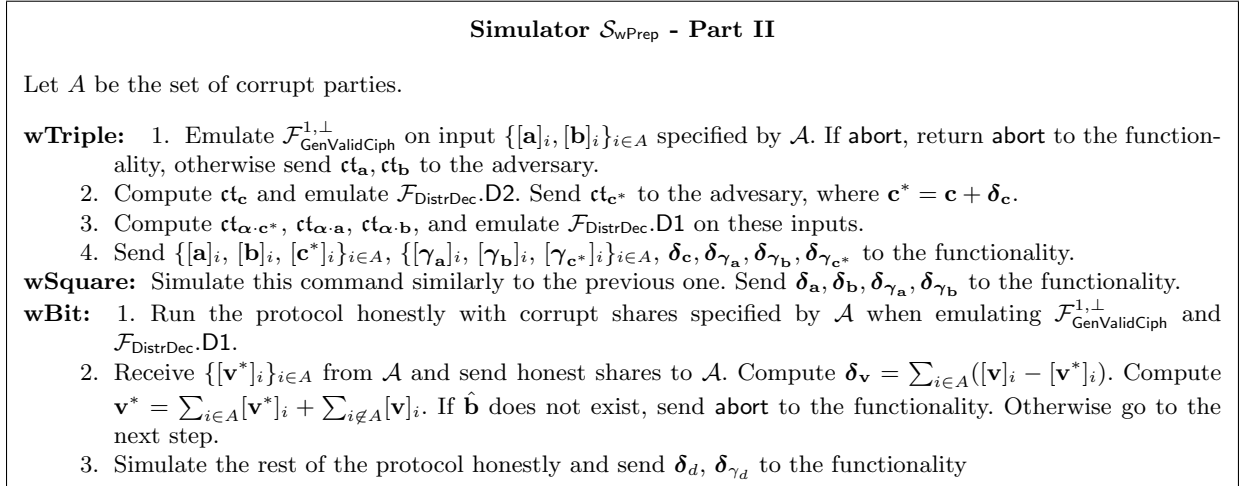 Simulator 𝒮_wPrep - Part II
Let A be the set of corrupt parties.
wTriple: 1. Emulate ℱ^{1,⊥}_{GenValidCiph} on input {[𝐚]_i, [𝐛]_i}_{i∈A} specified by 𝒜. If abort, return abort to the function-
ality, otherwise send 𝔠𝔱_𝐚, 𝔠𝔱_𝐛 to the adversary.
2. Compute 𝔠𝔱_𝐜 and emulate ℱ_DistrDec.D2. Send 𝔠𝔱_{𝐜*} to the advesary, where 𝐜* = 𝐜 + 𝜹_𝐜.
3. Compute 𝔠𝔱_{𝜶·𝐜*}, 𝔠𝔱_{𝜶·𝐚}, 𝔠𝔱_{𝜶·𝐛}, and emulate ℱ_DistrDec.D1 on these inputs.
4. Send {[𝐚]_i, [𝐛]_i, [𝐜*]_i}_{i∈A}, {[𝜸_𝐚]_i, [𝜸_𝐛]_i, [𝜸_{𝐜*}]_i}_{i∈A}, 𝜹_𝐜, 𝜹_{𝜸_𝐚}, 𝜹_{𝜸_𝐛}, 𝜹_{𝜸_{𝐜*}} to the functionality.
wSquare: Simulate this command similarly to the previous one. Send 𝜹_𝐚, 𝜹_𝐛, 𝜹_{𝜸_𝐚}, 𝜹_{𝜸_𝐛} to the functionality.
wBit: 1. Run the protocol honestly with corrupt shares specified by 𝒜 when emulating ℱ^{1,⊥}_{GenValidCiph} and
ℱ_DistrDec.D1.
2. Receive {[𝐯*]_i}_{i∈A} from 𝒜 and send honest shares to 𝒜. Compute 𝜹_𝐯 = ∑_{i∈A}([𝐯]_i − [𝐯*]_i). Compute
𝐯* = ∑_{i∈A}[𝐯*]_i + ∑_{i∉A}[𝐯]_i. If 𝐛̂ does not exist, send abort to the functionality. Otherwise go to the
next step.
3. Simulate the rest of the protocol honestly and send 𝜹_d, 𝜹_{γ_d} to the functionality